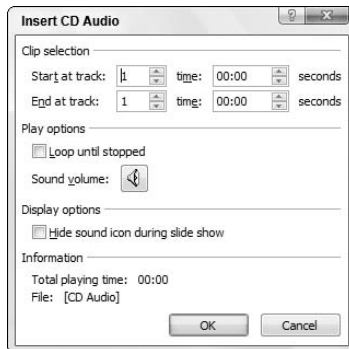 Insert CD Audio
Clip selection
Start at track: 1 time: 00:00 seconds
End at track: 1 time: 00:00 seconds
Play options
Loop until stopped
Sound volume:
Display options
Hide sound icon during slide show
Information
Total playing time: 00:00
File: [CD Audio]
OK Cancel